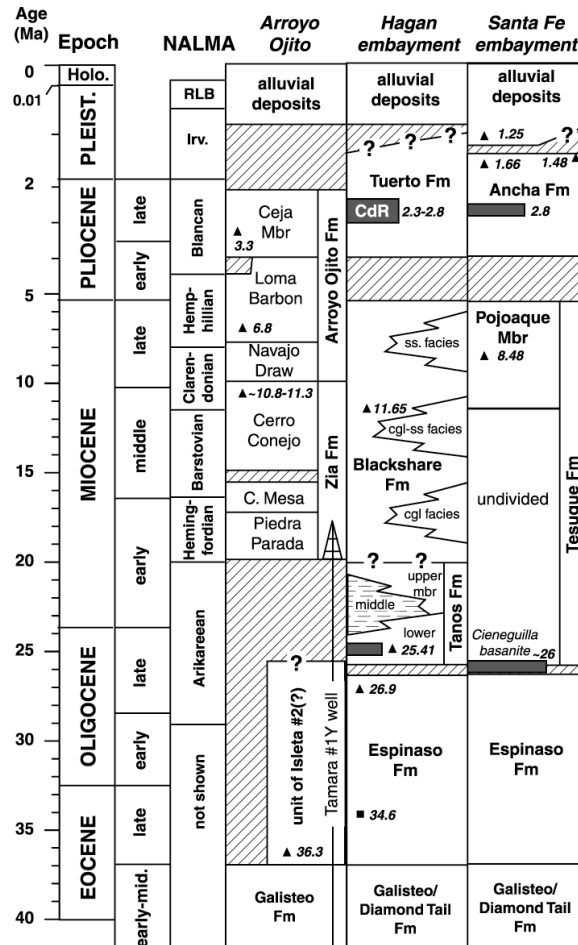 Age
(Ma)
Epoch
NALMA
Arroyo
Ojito
Hagan
embayment
Santa Fe
embayment
0
0.01
2
5
10
15
20
25
30
35
40
Holo.
PLEIST.
PLIOCENE
MIOCENE
OLIGOCENE
EOCENE
late
early
late
middle
early
late
early
late
early-mid.
RLB
Irv.
Blancan
Hemp-
hillian
Claren-
donian
Barstovian
Heming-
fordian
Arikareean
not shown
alluvial
deposits
Ceja
Mbr
3.3
Loma
Barbon
6.8
Navajo
Draw
~10.8-11.3
Cerro
Conejo
C. Mesa
Piedra
Parada
Arroyo Ojito Fm
Zia Fm
?
unit of Isleta #2(?)
Tamara #1Y well
36.3
Galisteo
Fm
alluvial
deposits
? ? ?
Tuerto Fm
CdR 2.3-2.8
ss. facies
11.65
cgl-ss facies
Blackshare
Fm
cgl facies
? ?
upper
mbr
middle
lower
Tanos Fm
25.41
26.9
Espinaso
Fm
34.6
Galisteo/
Diamond Tail
Fm
alluvial
deposits
1.25 ?
1.66 1.48
Ancha Fm
2.8
Pojoaque
Mbr
8.48
undivided
Tesuque Fm
Cieneguilla
basanite ~26
Espinaso
Fm
Galisteo/
Diamond Tail
Fm